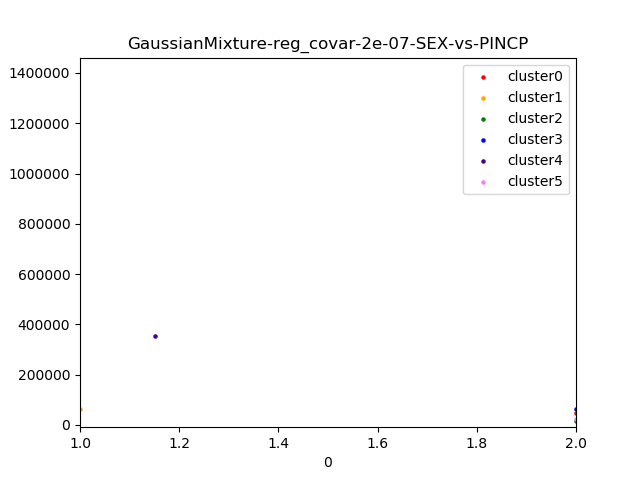 GaussianMixture-reg_covar-2e-07-SEX-vs-PINCP
1400000
1200000
1000000
800000
600000
400000
200000
0
cluster0
cluster1
cluster2
cluster3
cluster4
cluster5
1.0 1.2 1.4 1.6 1.8 2.0
0